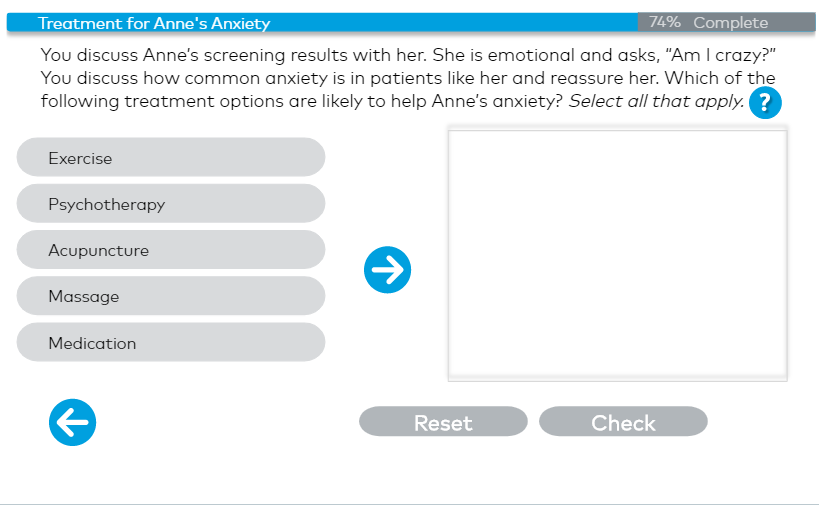 Treatment for Anne's Anxiety
74% Complete
You discuss Anne’s screening results with her. She is emotional and asks, “Am I crazy?”
You discuss how common anxiety is in patients like her and reassure her. Which of the
following treatment options are likely to help Anne’s anxiety? Select all that apply. ?
Exercise
Psychotherapy
Acupuncture
Massage
Medication
Reset
Check